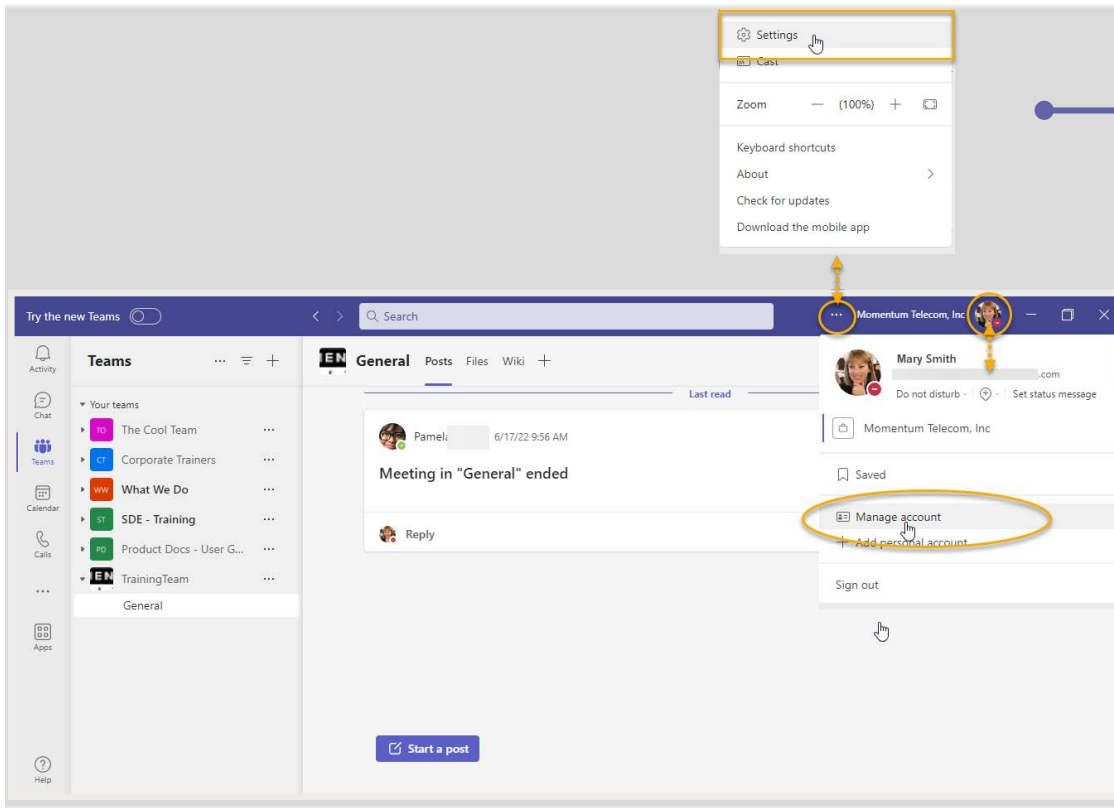 Settings
Cast
Zoom — (100%) +
Keyboard shortcuts
About
Check for updates
Download the mobile app
Try the new Teams
Search
... Momentum Telecom, Inc
Activity
Chat
Teams
Calendar
Calls
...
Apps
Help
Teams ...
Your teams
TO The Cool Team ...
CT Corporate Trainers ...
WW What We Do ...
ST SDE - Training ...
PD Product Docs - User G... ...
IEN TrainingTeam ...
General
IEN General Posts Files Wiki +
Last read
Pamela 6/17/22 9:56 AM
Meeting in "General" ended
Reply
Start a post
Mary Smith
.com
Do not disturb Set status message
Momentum Telecom, Inc
Saved
Manage account
+ Add personal account
Sign out